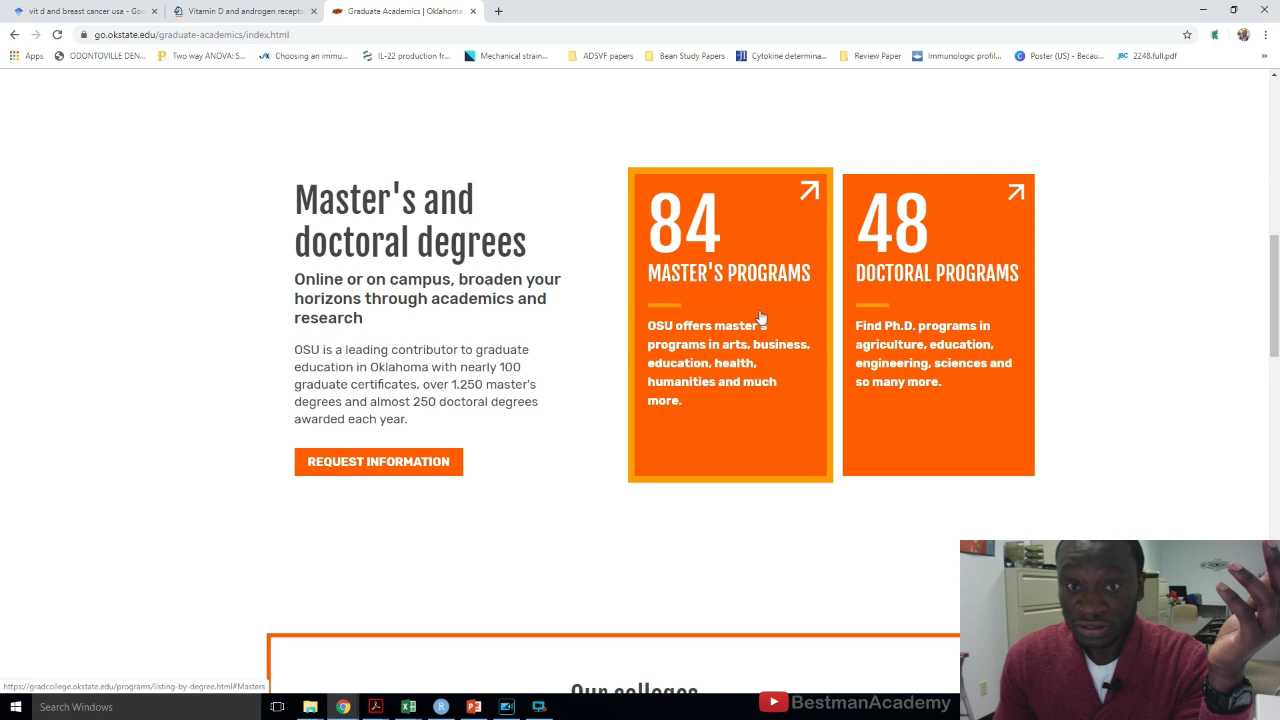 vit d and breast cancer usa - Goo
Vitamin D and androgen recepto
Graduate Academics | Oklahoma
go.okstate.edu/graduate-academics/index.html
Apps
ODONTOVILLE DEN...
Two way ANOVA: S...
Choosing an immu...
IL-22 production fr...
Mechanical strain...
ADSVF papers
Bean Study Papers
Cytokine determina...
Review Paper
Immunologic profil...
Poster (US) - Becau...
2248.full.pdf
»
Master's and
doctoral degrees
Online or on campus, broaden your
horizons through academics and
research
OSU is a leading contributor to graduate
education in Oklahoma with nearly 100
graduate certificates, over 1,250 master's
degrees and almost 250 doctoral degrees
awarded each year.
REQUEST INFORMATION
84
MASTER'S PROGRAMS
OSU offers master's
programs in arts, business,
education, health,
humanities and much
more.
48
DOCTORAL PROGRAMS
Find Ph.D. programs in
agriculture, education,
engineering, sciences and
so many more.
Our colleges
https://gradcollege.okstate.edu/programs/listing-by-degree.html#Masters
Search Windows
BestmanAcademy